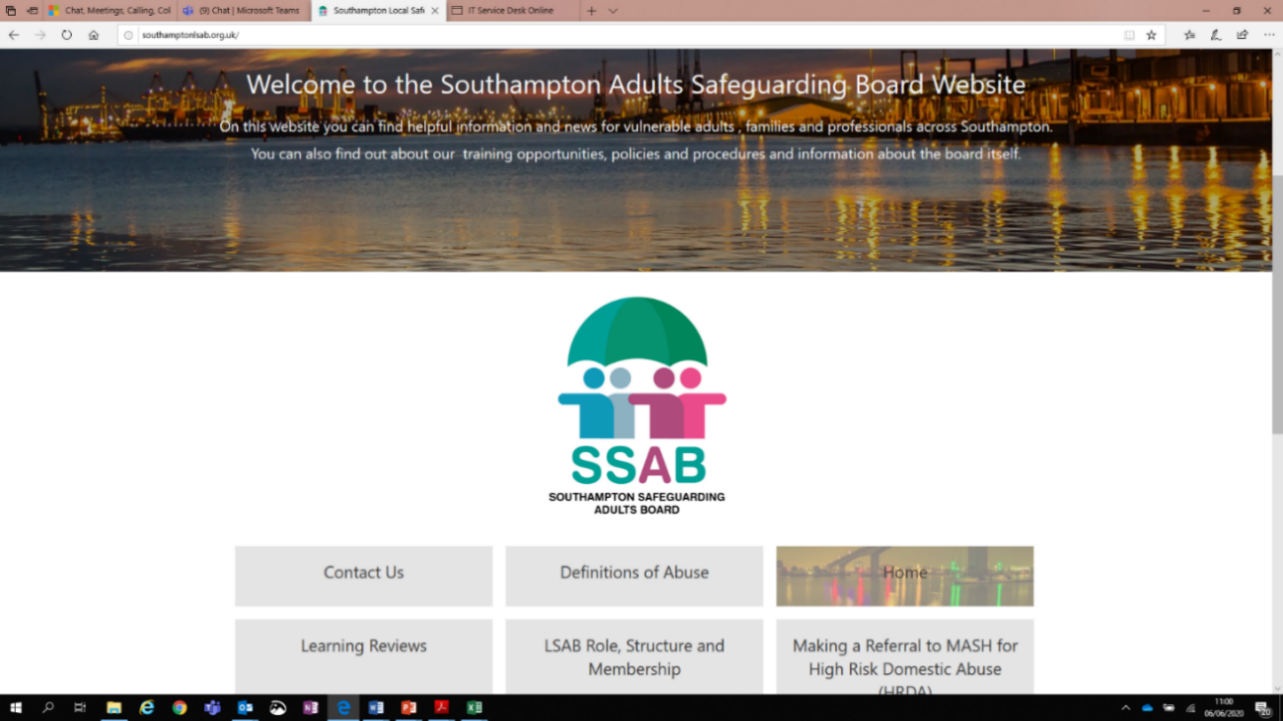 Chat, Meetings, Calling, Col
(9) Chat | Microsoft Teams
Southampton Local Safe
IT Service Desk Online
southamptonlsab.org.uk/
Welcome to the Southampton Adults Safeguarding Board Website
On this website you can find helpful information and news for vulnerable adults , families and professionals across Southampton.
You can also find out about our training opportunities, policies and procedures and information about the board itself.
SSAB
SOUTHAMPTON SAFEGUARDING
ADULTS BOARD
Contact Us
Definitions of Abuse
Home
Learning Reviews
LSAB Role, Structure and
Membership
Making a Referral to MASH for
High Risk Domestic Abuse
(HRDA)
11:00
06/06/2020
20